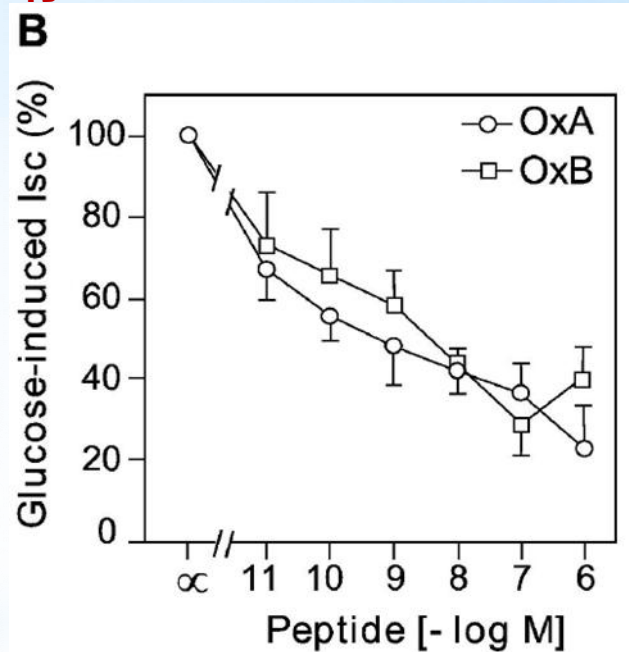 B
Glucose-induced Isc (%)
100
80
60
40
20
0
OxA
OxB
∝ 11 10 9 8 7 6
Peptide [- log M]